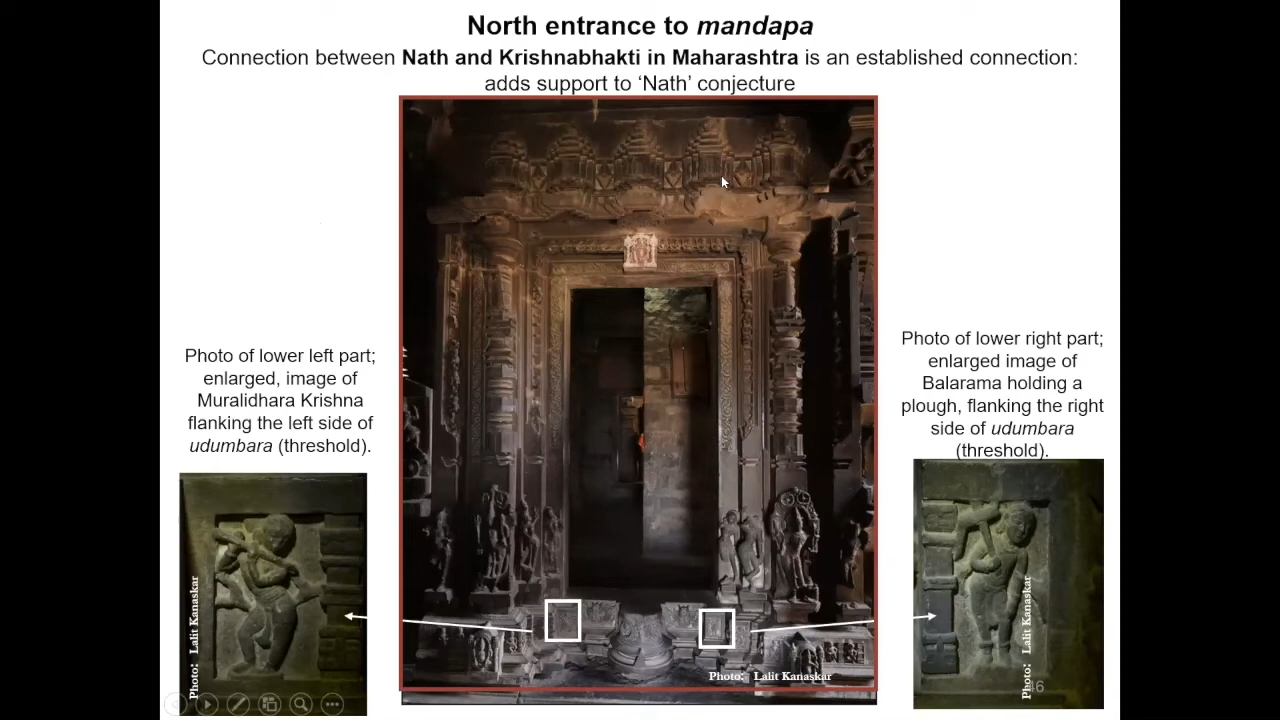 North entrance to mandapa
Connection between Nath and Krishnabhakti in Maharashtra is an established connection:
adds support to ‘Nath’ conjecture
Photo of lower left part;
enlarged, image of
Muralidhara Krishna
flanking the left side of
udumbara (threshold).
Photo of lower right part;
enlarged image of
Balarama holding a
plough, flanking the right
side of udumbara
(threshold).
Photo: Lalit Kanaskar
Photo: Lalit Kanaskar
Photo: Lalit Kanaskar